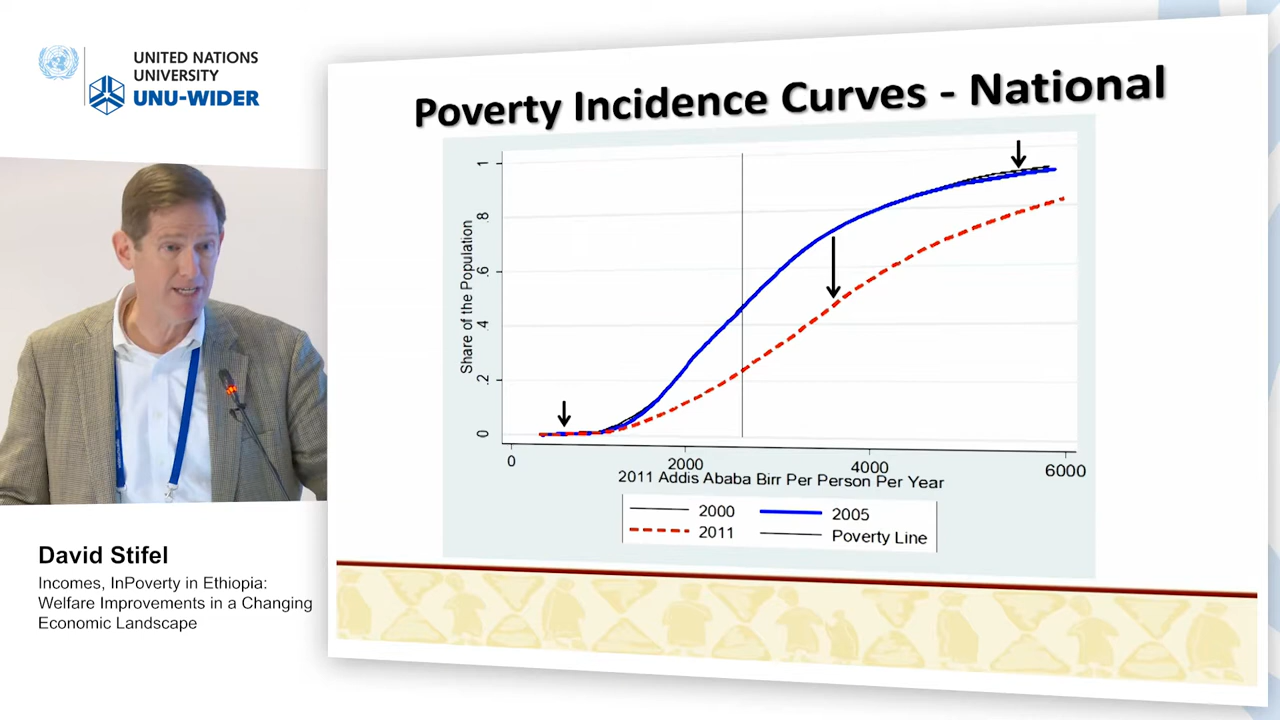 UNITED NATIONS
UNIVERSITY
UNU-WIDER
Poverty Incidence Curves - National
Share of the Population
1
.8
.6
.4
.2
0
0
2000
4000
6000
2011 Addis Ababa Birr Per Person Per Year
2000
2005
2011
Poverty Line
David Stifel
Incomes, InPoverty in Ethiopia:
Welfare Improvements in a Changing
Economic Landscape